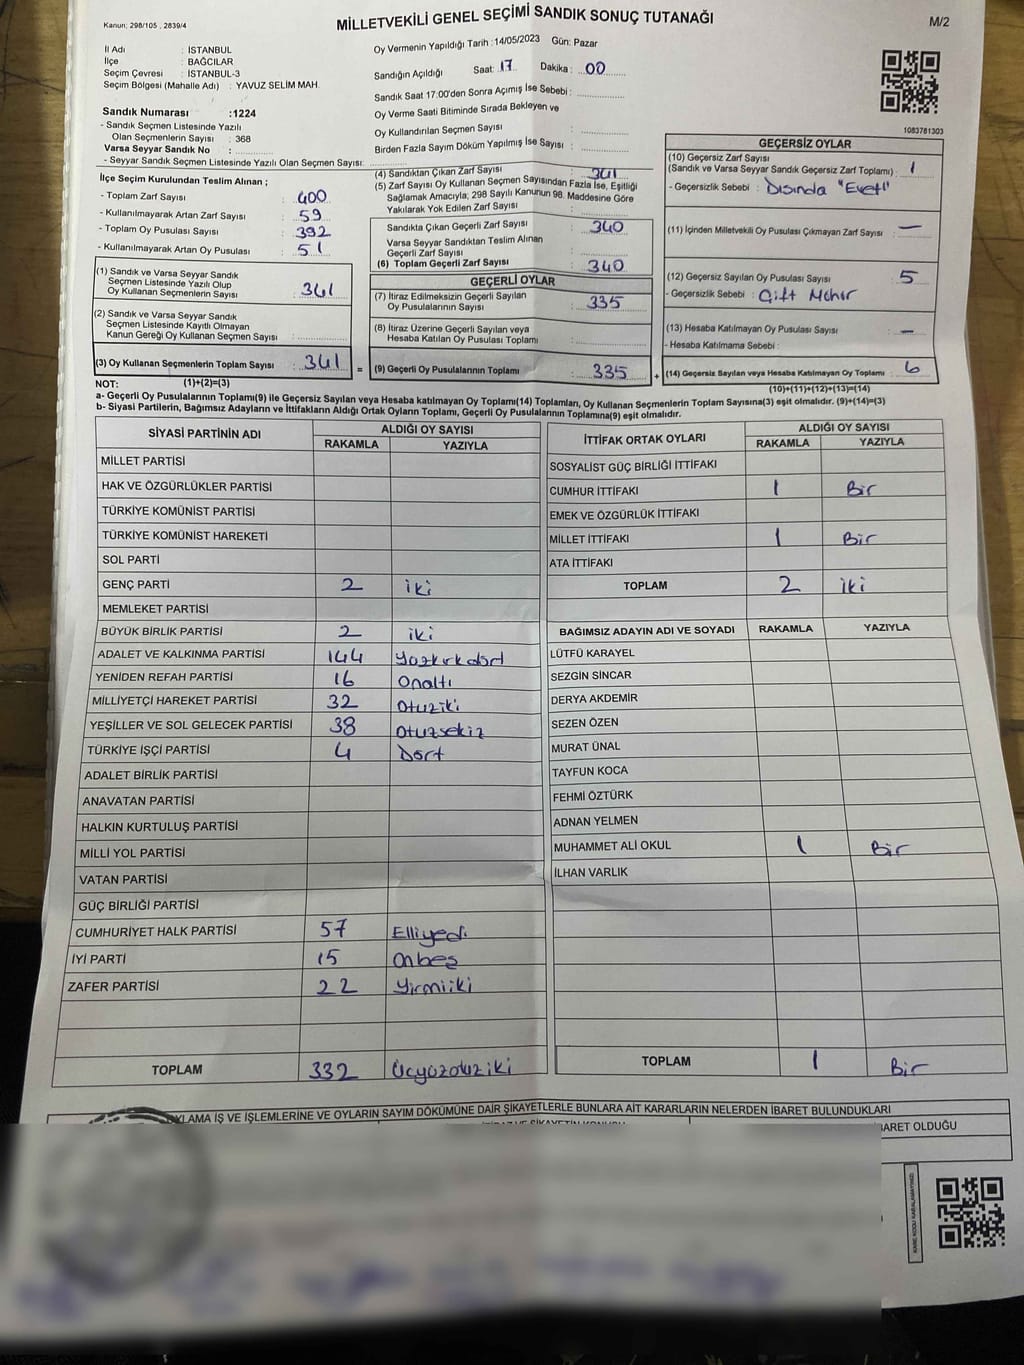 Kanun: 298/105 , 2839/4
MİLLETVEKİLİ GENEL SEÇİMİ SANDIK SONUÇ TUTANAĞI
M/2
İl Adı : İSTANBUL
İlçe : BAĞCILAR
Seçim Çevresi : İSTANBUL-3
Seçim Bölgesi (Mahalle Adı) : YAVUZ SELİM MAH.
Sandık Numarası :1224
- Sandık Seçmen Listesinde Yazılı
Olan Seçmenlerin Sayısı : 368
Varsa Seyyar Sandık No :
- Seyyar Sandık Seçmen Listesinde Yazılı Olan Seçmen Sayısı:
Oy Vermenin Yapıldığı Tarih :14/05/2023 Gün: Pazar
Sandığın Açıldığı Saat: 17 Dakika : 00
Sandık Saat 17:00'den Sonra Açımış İse Sebebi :
Oy Verme Saati Bitiminde Sırada Bekleyen ve
Oy Kullandırılan Seçmen Sayısı :
Birden Fazla Sayım Döküm Yapılmış İse Sayısı :
1083781303
İlçe Seçim Kurulundan Teslim Alınan ;
- Toplam Zarf Sayısı : 400
- Kullanılmayarak Artan Zarf Sayısı : 59
- Toplam Oy Pusulası Sayısı : 392
- Kullanılmayarak Artan Oy Pusulası : 51
(1) Sandık ve Varsa Seyyar Sandık
Seçmen Listesinde Yazılı Olup
Oy Kullanan Seçmenlerin Sayısı : 341
(2) Sandık ve Varsa Seyyar Sandık
Seçmen Listesinde Kayıtlı Olmayan
Kanun Gereği Oy Kullanan Seçmen Sayısı :
(3) Oy Kullanan Seçmenlerin Toplam Sayısı : 341 =
(4) Sandıktan Çıkan Zarf Sayısı : 341
(5) Zarf Sayısı Oy Kullanan Seçmen Sayısından Fazla İse, Eşitliği
Sağlamak Amacıyla, 298 Sayılı Kanunun 98. Maddesine Göre
Yakılarak Yok Edilen Zarf Sayısı :
Sandıkta Çıkan Geçerli Zarf Sayısı : 340
Varsa Seyyar Sandıktan Teslim Alınan
Geçerli Zarf Sayısı :
(6) Toplam Geçerli Zarf Sayısı : 340
GEÇERLİ OYLAR
(7) İtiraz Edilmeksizin Geçerli Sayılan
Oy Pusulalarının Sayısı : 335
(8) İtiraz Üzerine Geçerli Sayılan veya
Hesaba Katılan Oy Pusulası Toplamı :
(9) Geçerli Oy Pusulalarının Toplamı : 335 +
GEÇERSİZ OYLAR
(10) Geçersiz Zarf Sayısı
(Sandık ve Varsa Seyyar Sandık Geçersiz Zarf Toplamı) : 1
- Geçersizlik Sebebi : Dısında "Evet"
(11) İçinden Milletvekili Oy Pusulası Çıkmayan Zarf Sayısı : —
(12) Geçersiz Sayılan Oy Pusulası Sayısı : 5
- Geçersizlik Sebebi : Çift Mühür
(13) Hesaba Katılmayan Oy Pusulası Sayısı : —
- Hesaba Katılmama Sebebi :
(14) Geçersiz Sayılan veya Hesaba Katılmayan Oy Toplamı : 6
NOT: (1)+(2)=(3)
(10)+(11)+(12)+(13)=(14)
a- Geçerli Oy Pusulalarının Toplamı(9) ile Geçersiz Sayılan veya Hesaba katılmayan Oy Toplamı(14) Toplamları, Oy Kullanan Seçmenlerin Toplam Sayısına(3) eşit olmalıdır. (9)+(14)=(3)
b- Siyasi Partilerin, Bağımsız Adayların ve İttifakların Aldığı Ortak Oyların Toplamı, Geçerli Oy Pusulalarının Toplamına(9) eşit olmalıdır.
SİYASİ PARTİNİN ADI ALDIĞI OY SAYISI
RAKAMLA YAZIYLA
MİLLET PARTİSİ
HAK VE ÖZGÜRLÜKLER PARTİSİ
TÜRKİYE KOMÜNİST PARTİSİ
TÜRKİYE KOMÜNİST HAREKETİ
SOL PARTİ
GENÇ PARTİ 2 iki
MEMLEKET PARTİSİ
BÜYÜK BİRLİK PARTİSİ 2 iki
ADALET VE KALKINMA PARTİSİ 144 Yüzkırkdört
YENİDEN REFAH PARTİSİ 16 Onaltı
MİLLİYETÇİ HAREKET PARTİSİ 32 Otuziki
YEŞİLLER VE SOL GELECEK PARTİSİ 38 Otuzsekiz
TÜRKİYE İŞÇİ PARTİSİ 4 Dört
ADALET BİRLİK PARTİSİ
ANAVATAN PARTİSİ
HALKIN KURTULUŞ PARTİSİ
MİLLİ YOL PARTİSİ
VATAN PARTİSİ
GÜÇ BİRLİĞİ PARTİSİ
CUMHURİYET HALK PARTİSİ 57 Elliyedi
İYİ PARTİ 15 Onbeş
ZAFER PARTİSİ 22 Yirmiiki
TOPLAM 332 Üçyüzotuziki
İTTİFAK ORTAK OYLARI ALDIĞI OY SAYISI
RAKAMLA YAZIYLA
SOSYALİST GÜÇ BİRLİĞİ İTTİFAKI
CUMHUR İTTİFAKI 1 Bir
EMEK VE ÖZGÜRLÜK İTTİFAKI
MİLLET İTTİFAKI 1 Bir
ATA İTTİFAKI
TOPLAM 2 iki
BAĞIMSIZ ADAYIN ADI VE SOYADI RAKAMLA YAZIYLA
LÜTFÜ KARAYEL
SEZGİN SİNCAR
DERYA AKDEMİR
SEZEN ÖZEN
MURAT ÜNAL
TAYFUN KOCA
FEHMİ ÖZTÜRK
ADNAN YELMEN
MUHAMMET ALİ OKUL 1 Bir
İLHAN VARLIK
TOPLAM 1 Bir
KLAMA İŞ VE İŞLEMLERİNE VE OYLARIN SAYIM DÖKÜMÜNE DAİR ŞİKAYETLERLE BUNLARA AİT KARARLARIN NELERDEN İBARET BULUNDUKLARI
BARET OLDUĞU
KARE KODU KARALAMAYINIZ